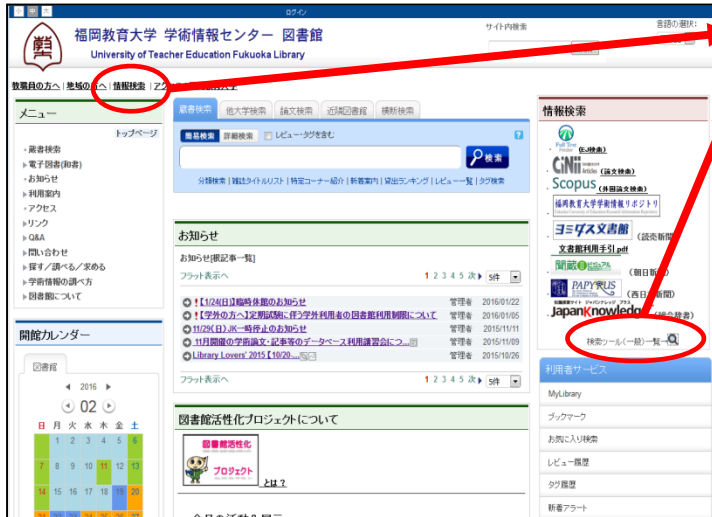 小 中 大
ログイン
福岡教育大学 学術情報センター 図書館
University of Teacher Education Fukuoka Library
サイト内検索
言語の選択:
教職員の方へ | 地域の方へ | 情報検索 |
メニュー
トップページ
蔵書検索
電子図書(和書)
お知らせ
利用案内
アクセス
リンク
Q&A
問い合わせ
探す／調べる／求める
学術情報の調べ方
図書館について
開館カレンダー
図書館
2016
02
日 月 火 水 木 金 土
1 2 3 4 5 6
7 8 9 10 11 12 13
14 15 16 17 18 19 20
21 22 23 24 25 26 27
蔵書検索 他大学検索 論文検索 近隣図書館 横断検索
簡易検索 詳細検索 レビュー・タグを含む
検索
分類検索 | 雑誌タイトルリスト | 特定コーナー紹介 | 新着案内 | 貸出ランキング | レビュー一覧 | タグ検索
お知らせ
お知らせ[根記事一覧]
フラット表示へ
1 2 3 4 5 次 5件
！【1/24(日)】臨時休館のお知らせ 管理者 2016/01/22
！【学外の方へ】定期試験に伴う学外利用者の図書館利用制限について 管理者 2016/01/05
11/29(日) JK一時停止のお知らせ 管理者 2015/11/11
11月開催の学術論文・記事等のデータベース利用講習会につ... 管理者 2015/11/09
Library Lovers' 2015【10/20-... 管理者 2015/10/26
フラット表示へ
1 2 3 4 5 次 5件
図書館活性化プロジェクトについて
図書館活性化
プロジェクト
とは？
情報検索
(EJ検索)
CiNii Articles (論文検索)
Scopus (外国論文検索)
福岡教育大学学術情報リポジトリ
ヨミダス文書館 (読売新聞)
文書館利用手引.pdf
聞蔵Ⅱビジュアル (朝日新聞)
PAPYRUS (西日本新聞)
JapanKnowledge (総合辞書)
検索ツール(一般)一覧→
利用者サービス
MyLibrary
ブックマーク
お気に入り検索
レビュー履歴
タグ履歴
新着アラート